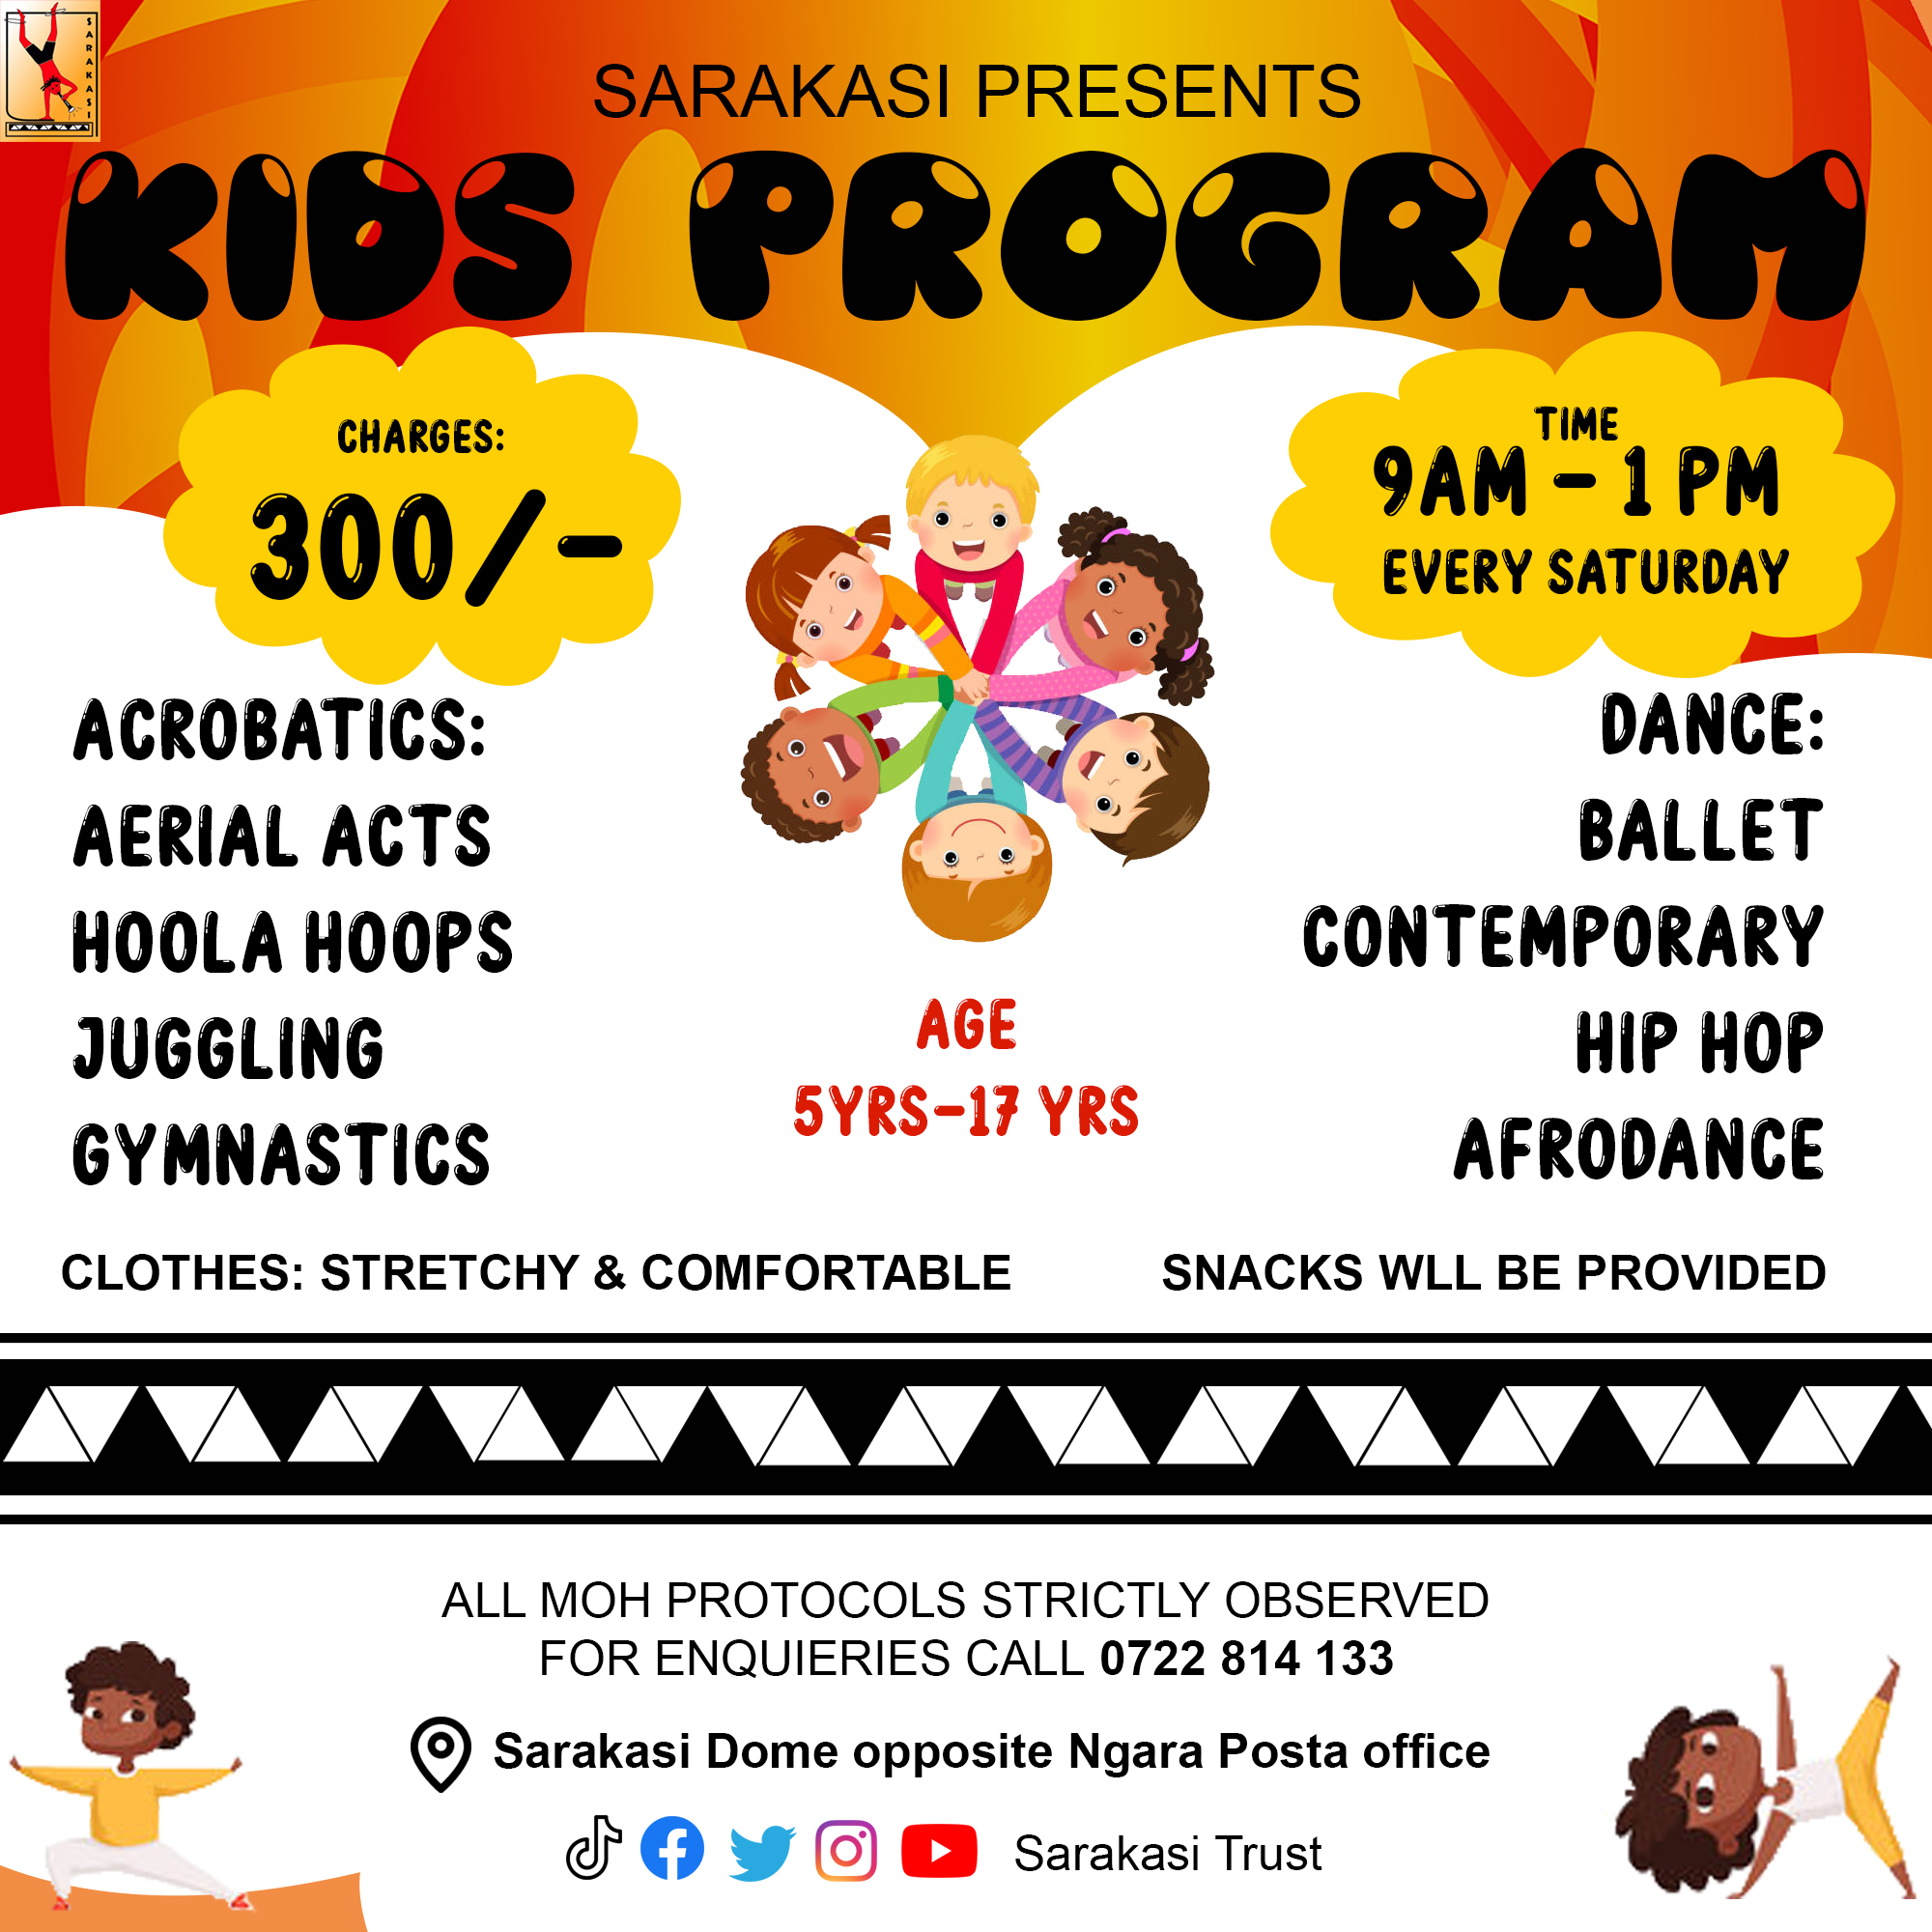 SARAKASI
SARAKASI PRESENTS
KIDS PROGRAM
CHARGES:
300/-
TIME
9AM - 1 PM
EVERY SATURDAY
ACROBATICS:
AERIAL ACTS
HOOLA HOOPS
JUGGLING
GYMNASTICS
DANCE:
BALLET
CONTEMPORARY
HIP HOP
AFRODANCE
AGE
5YRS-17 YRS
CLOTHES: STRETCHY & COMFORTABLE
SNACKS WLL BE PROVIDED
ALL MOH PROTOCOLS STRICTLY OBSERVED
FOR ENQUIERIES CALL 0722 814 133
Sarakasi Dome opposite Ngara Posta office
Sarakasi Trust